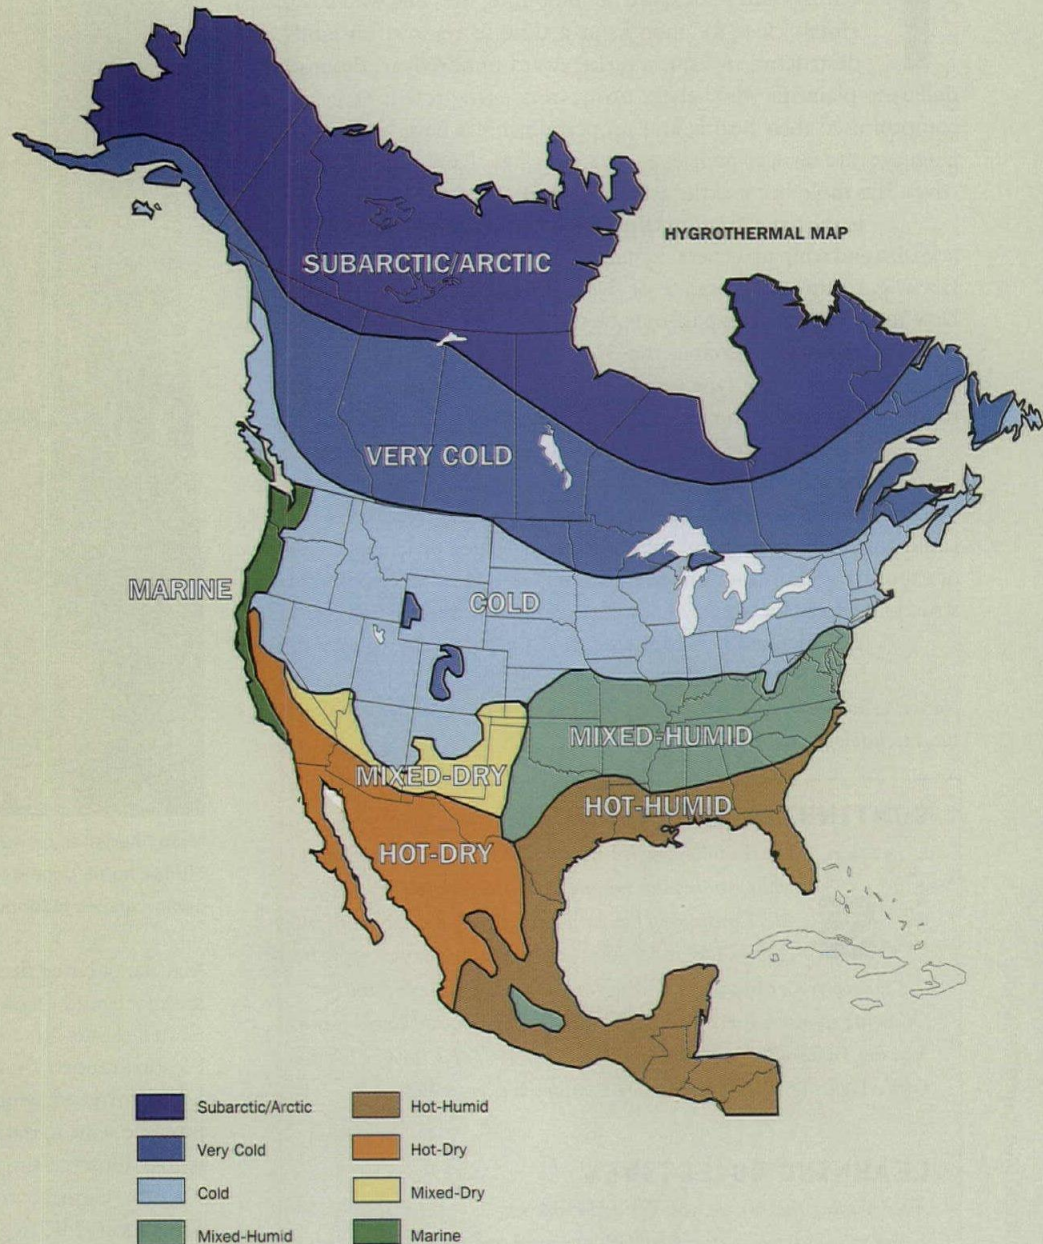 HYGROTHERMAL MAP
SUBARCTIC/ARCTIC
VERY COLD
MARINE
COLD
MIXED-HUMID
MIXED-DRY
HOT-HUMID
HOT-DRY
Subarctic/Arctic
Very Cold
Cold
Mixed-Humid
Hot-Humid
Hot-Dry
Mixed-Dry
Marine